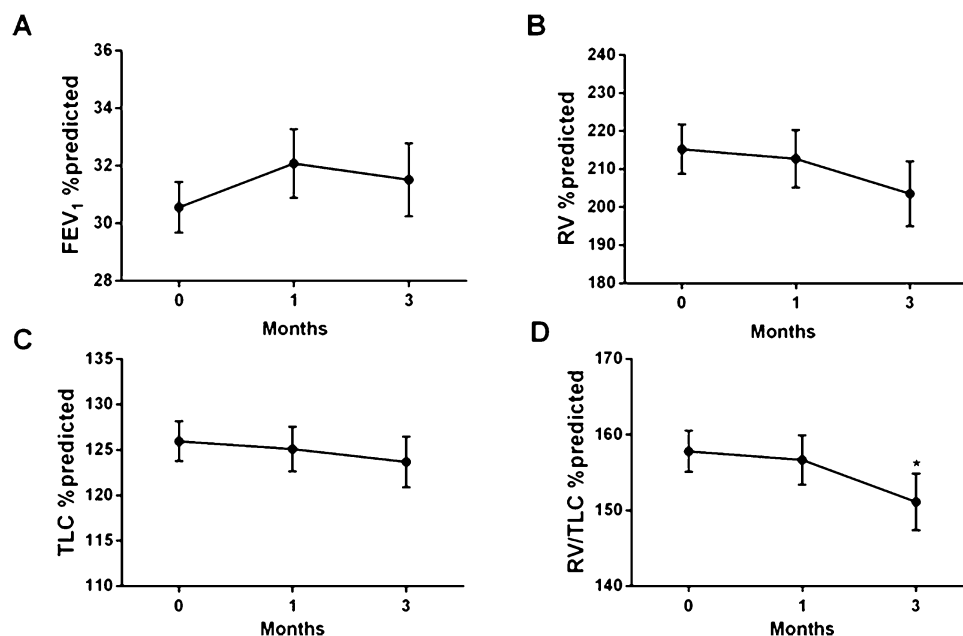 A
FEV1 %predicted
36
34
32
30
28
0 1 3
Months
B
RV %predicted
240
230
220
210
200
190
180
0 1 3
Months
C
TLC %predicted
135
130
125
120
115
110
0 1 3
Months
D
RV/TLC %predicted
170
160
150
140
*
0 1 3
Months